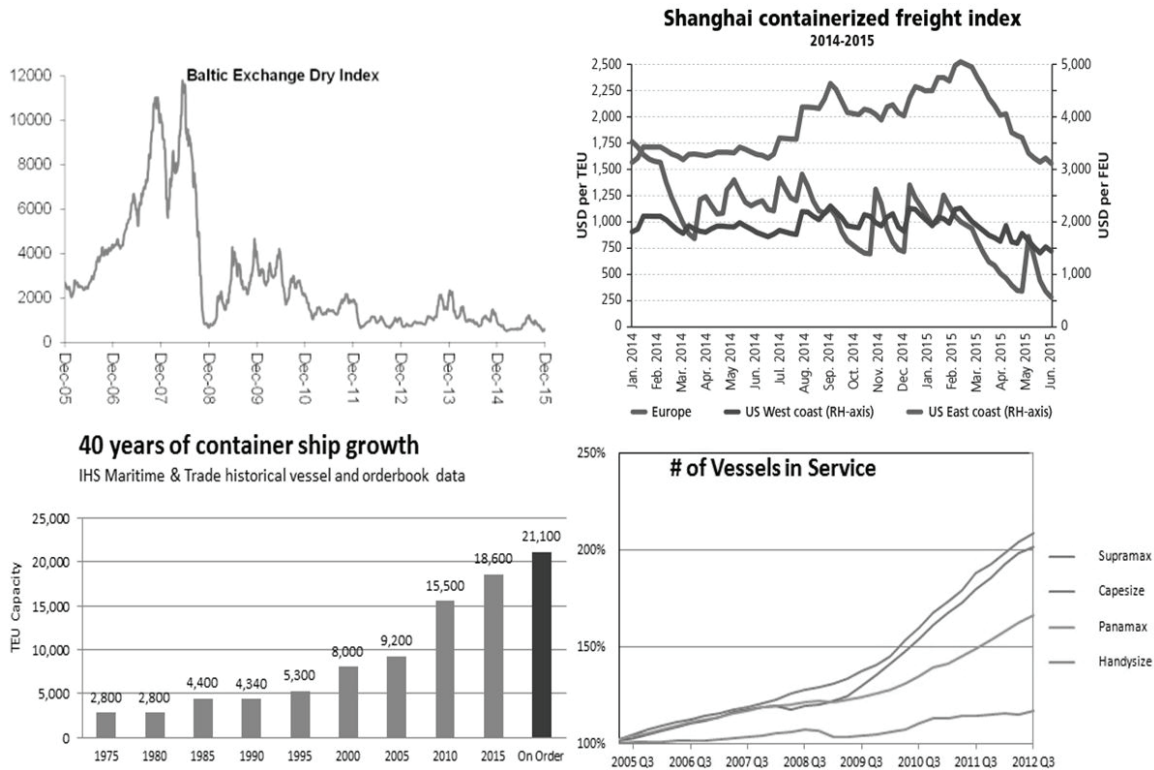 Baltic Exchange Dry Index
12000
10000
8000
6000
4000
2000
0
Dec-05
Dec-06
Dec-07
Dec-08
Dec-09
Dec-10
Dec-11
Dec-12
Dec-13
Dec-14
Dec-15
Shanghai containerized freight index
2014-2015
USD per TEU
2,500
2,250
2,000
1,750
1,500
1,250
1,000
750
500
250
0
5,000
4,000
3,000
2,000
1,000
0
USD per FEU
Jan. 2014
Feb. 2014
Mar. 2014
Apr. 2014
May 2014
Jun. 2014
Jul. 2014
Aug. 2014
Sep. 2014
Oct. 2014
Nov. 2014
Dec. 2014
Jan. 2015
Feb. 2015
Mar. 2015
Apr. 2015
May 2015
Jun. 2015
Europe US West coast (RH-axis) US East coast (RH-axis)
40 years of container ship growth
IHS Maritime & Trade historical vessel and orderbook data
TEU Capacity
25,000
20,000
15,000
10,000
5,000
0
2,800 2,800 4,400 4,340 5,300 8,000 9,200 15,500 18,600 21,100
1975 1980 1985 1990 1995 2000 2005 2010 2015 On Order
# of Vessels in Service
250%
200%
150%
100%
2005 Q3 2006 Q3 2007 Q3 2008 Q3 2009 Q3 2010 Q3 2011 Q3 2012 Q3
Supramax
Capesize
Panamax
Handysize